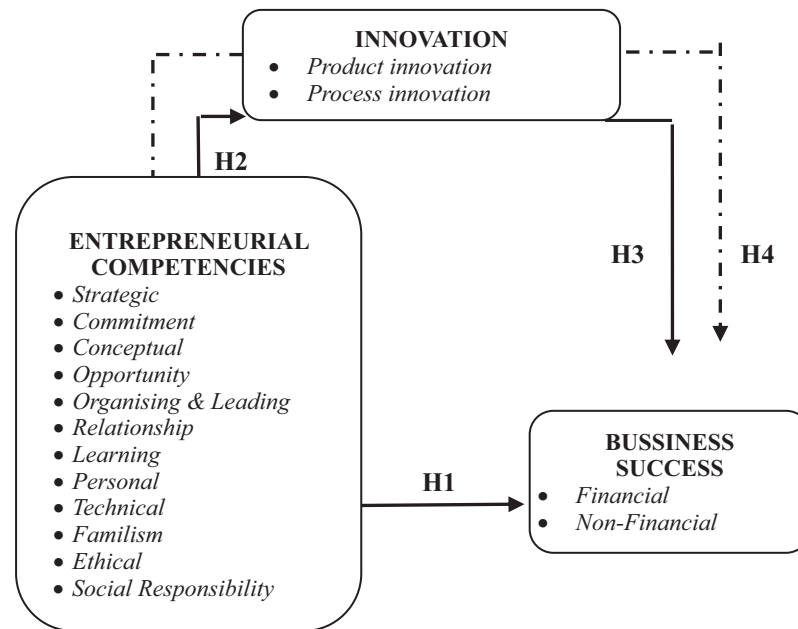 INNOVATION
• Product innovation
• Process innovation
H2
ENTREPRENEURIAL
COMPETENCIES
• Strategic
• Commitment
• Conceptual
• Opportunity
• Organising & Leading
• Relationship
• Learning
• Personal
• Technical
• Familism
• Ethical
• Social Responsibility
H3
H4
H1
BUSSINESS
SUCCESS
• Financial
• Non-Financial